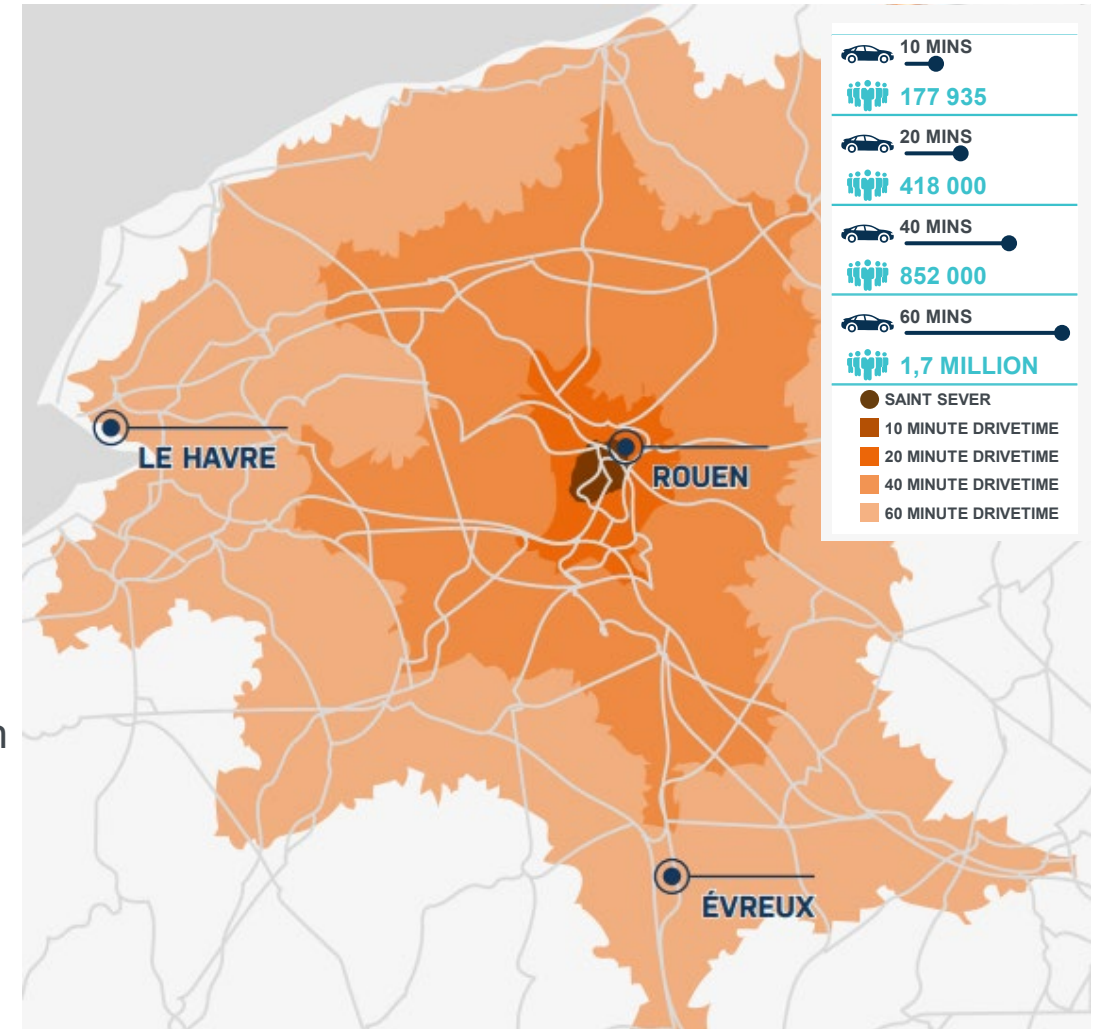 10 MINS
177 935
20 MINS
418 000
40 MINS
852 000
60 MINS
1,7 MILLION
SAINT SEVER
10 MINUTE DRIVETIME
20 MINUTE DRIVETIME
40 MINUTE DRIVETIME
60 MINUTE DRIVETIME
LE HAVRE
ROUEN
n
ÉVREUX